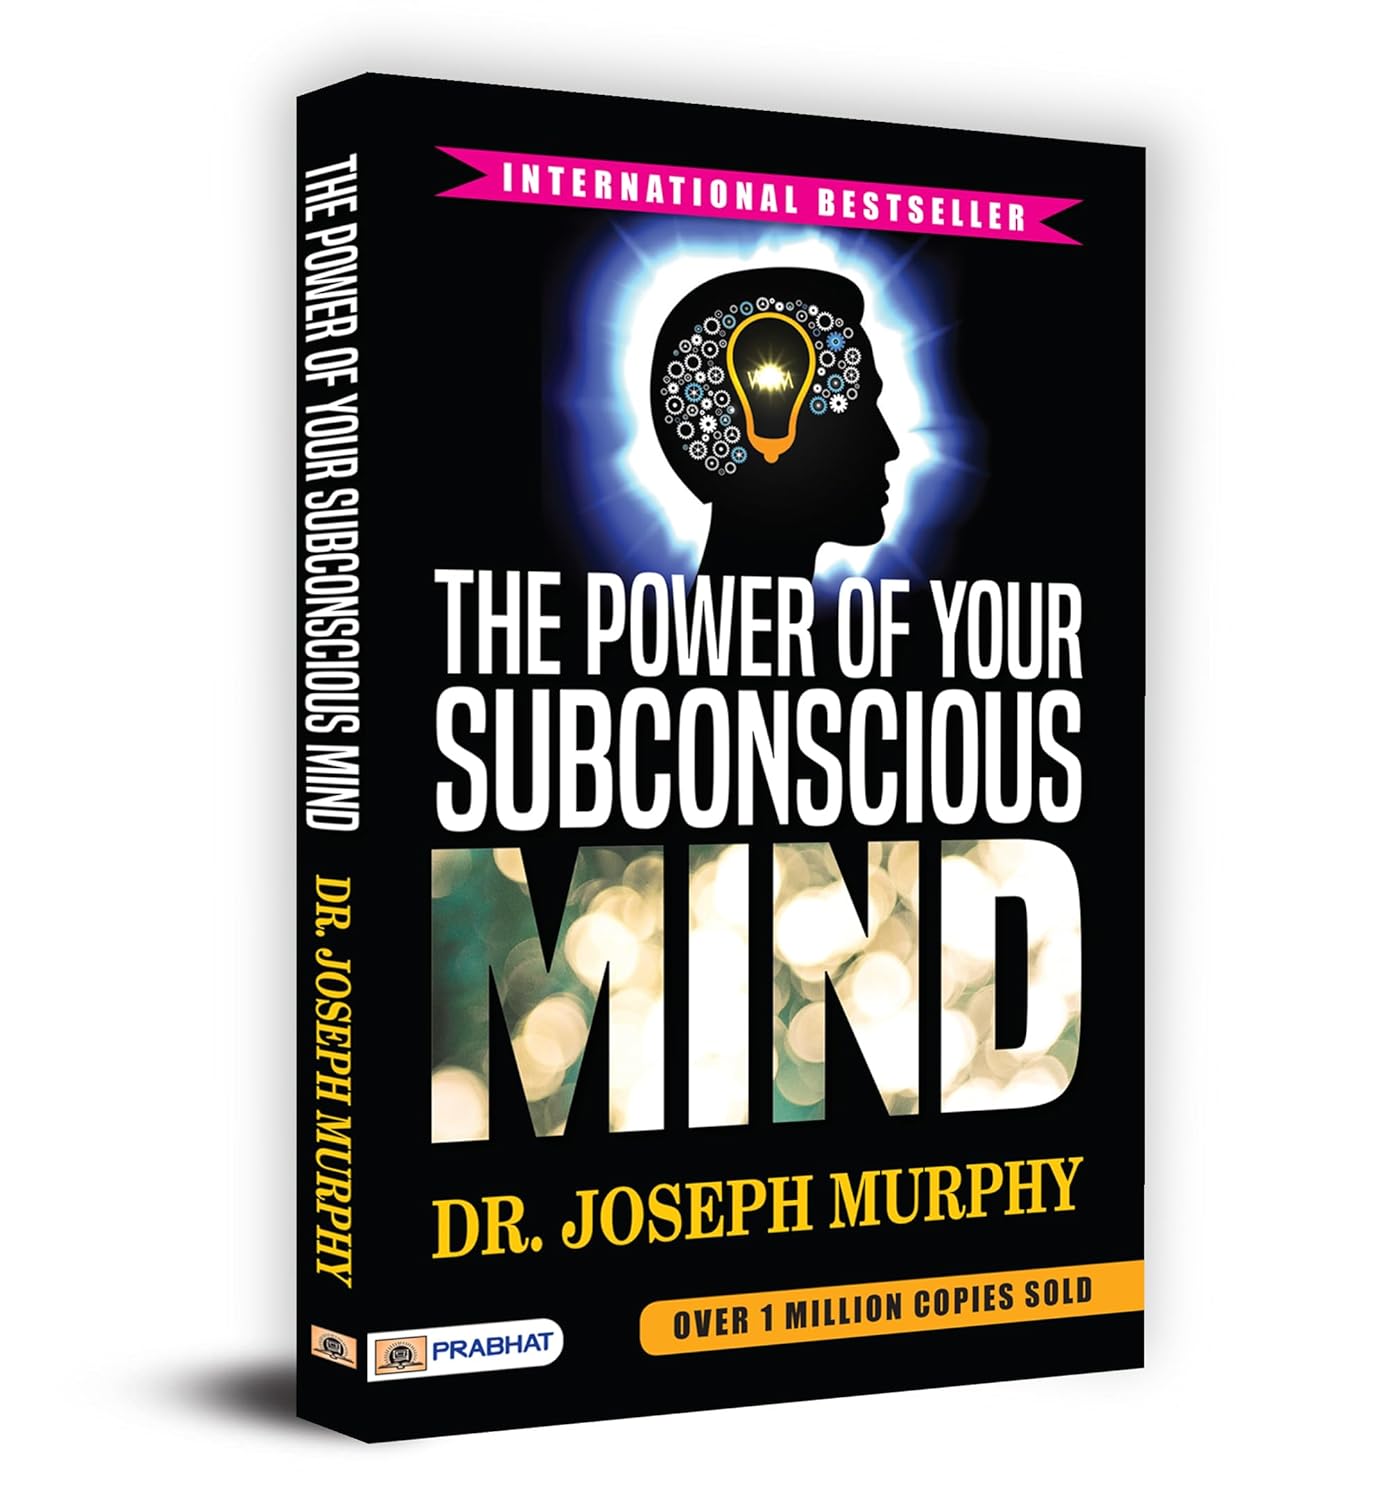 INTERNATIONAL BESTSELLER
THE POWER OF YOUR
SUBCONSCIOUS
MIND
DR. JOSEPH MURPHY
OVER 1 MILLION COPIES SOLD
PRABHAT
THE POWER OF YOUR SUBCONSCIOUS MIND DR. JOSEPH MURPHY